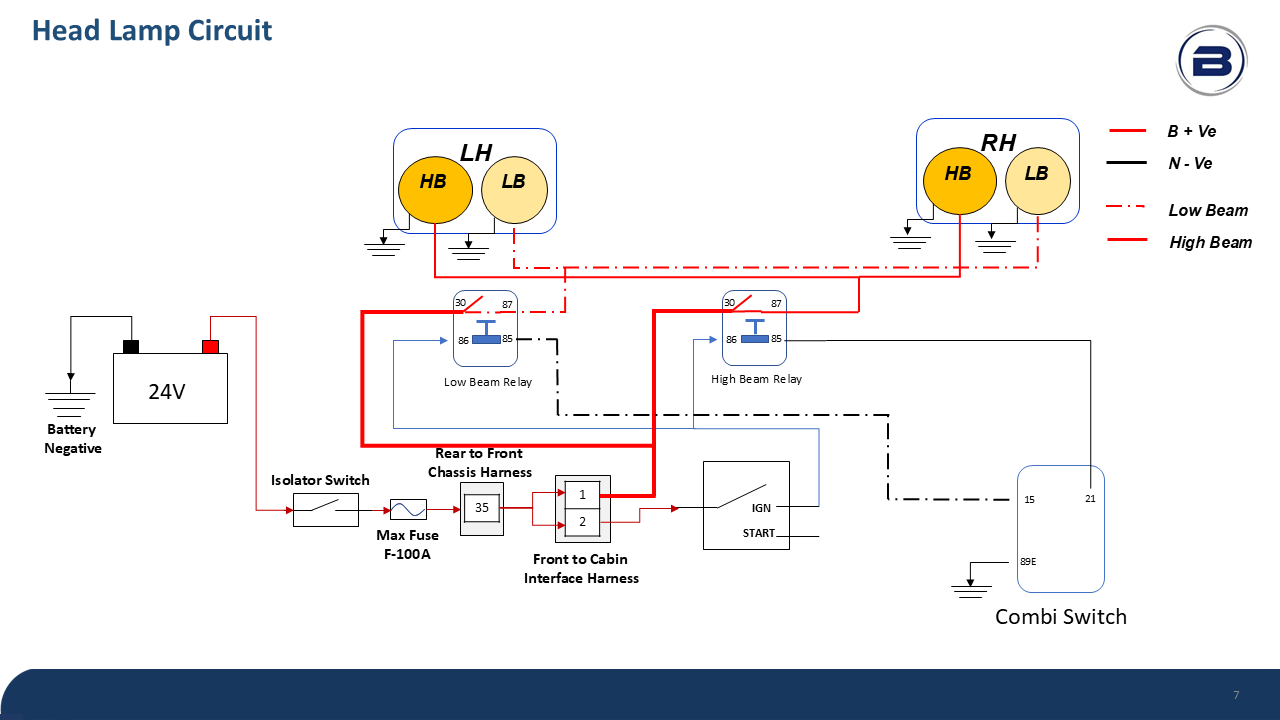 Head Lamp Circuit
B
LH
HB
LB
RH
HB
LB
B + Ve
N - Ve
Low Beam
High Beam
30
87
86
85
Low Beam Relay
30
87
86
85
High Beam Relay
24V
Battery
Negative
Isolator Switch
Max Fuse
F-100A
Rear to Front
Chassis Harness
35
1
2
Front to Cabin
Interface Harness
IGN
START
15
21
89E
Combi Switch
7